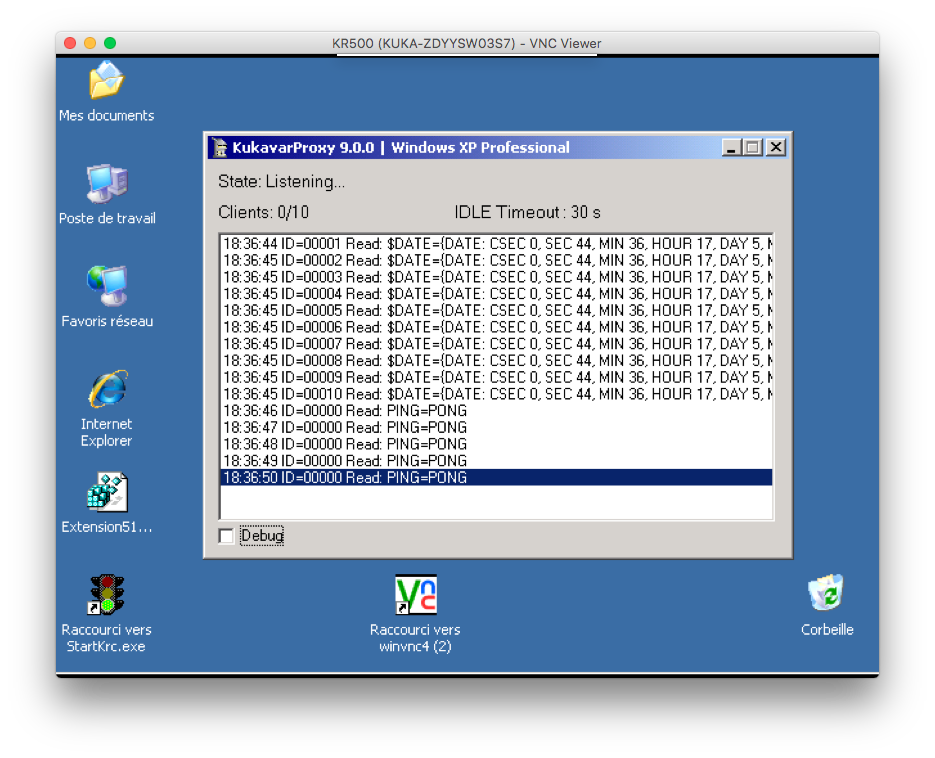 KR500 (KUKA-ZDYYSW03S7) - VNC Viewer
Mes documents
Poste de travail
Favoris réseau
Internet
Explorer
Extension51...
Raccourci vers
StartKrc.exe
KukavarProxy 9.0.0 | Windows XP Professional
State: Listening...
Clients: 0/10 IDLE Timeout : 30 s
18:36:44 ID=00001 Read: $DATE={DATE: CSEC 0, SEC 44, MIN 36, HOUR 17, DAY 5, M
18:36:45 ID=00002 Read: $DATE={DATE: CSEC 0, SEC 44, MIN 36, HOUR 17, DAY 5, M
18:36:45 ID=00003 Read: $DATE={DATE: CSEC 0, SEC 44, MIN 36, HOUR 17, DAY 5, M
18:36:45 ID=00004 Read: $DATE={DATE: CSEC 0, SEC 44, MIN 36, HOUR 17, DAY 5, M
18:36:45 ID=00005 Read: $DATE={DATE: CSEC 0, SEC 44, MIN 36, HOUR 17, DAY 5, M
18:36:45 ID=00006 Read: $DATE={DATE: CSEC 0, SEC 44, MIN 36, HOUR 17, DAY 5, M
18:36:45 ID=00007 Read: $DATE={DATE: CSEC 0, SEC 44, MIN 36, HOUR 17, DAY 5, M
18:36:45 ID=00008 Read: $DATE={DATE: CSEC 0, SEC 44, MIN 36, HOUR 17, DAY 5, M
18:36:45 ID=00009 Read: $DATE={DATE: CSEC 0, SEC 44, MIN 36, HOUR 17, DAY 5, M
18:36:45 ID=00010 Read: $DATE={DATE: CSEC 0, SEC 44, MIN 36, HOUR 17, DAY 5, M
18:36:46 ID=00000 Read: PING=PONG
18:36:47 ID=00000 Read: PING=PONG
18:36:48 ID=00000 Read: PING=PONG
18:36:49 ID=00000 Read: PING=PONG
18:36:50 ID=00000 Read: PING=PONG
Debug
Vnc
Raccourci vers
winvnc4 (2)
Corbeille